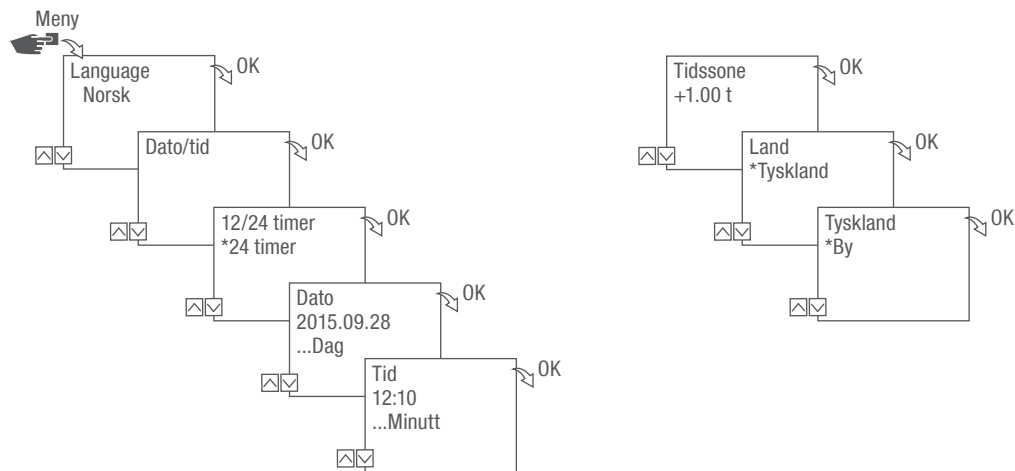 Meny
Language
Norsk
OK
Dato/tid
OK
12/24 timer
*24 timer
OK
Dato
2015.09.28
...Dag
OK
Tid
12:10
...Minutt
OK
Tidssone
+1.00 t
OK
Land
*Tyskland
OK
Tyskland
*By
OK